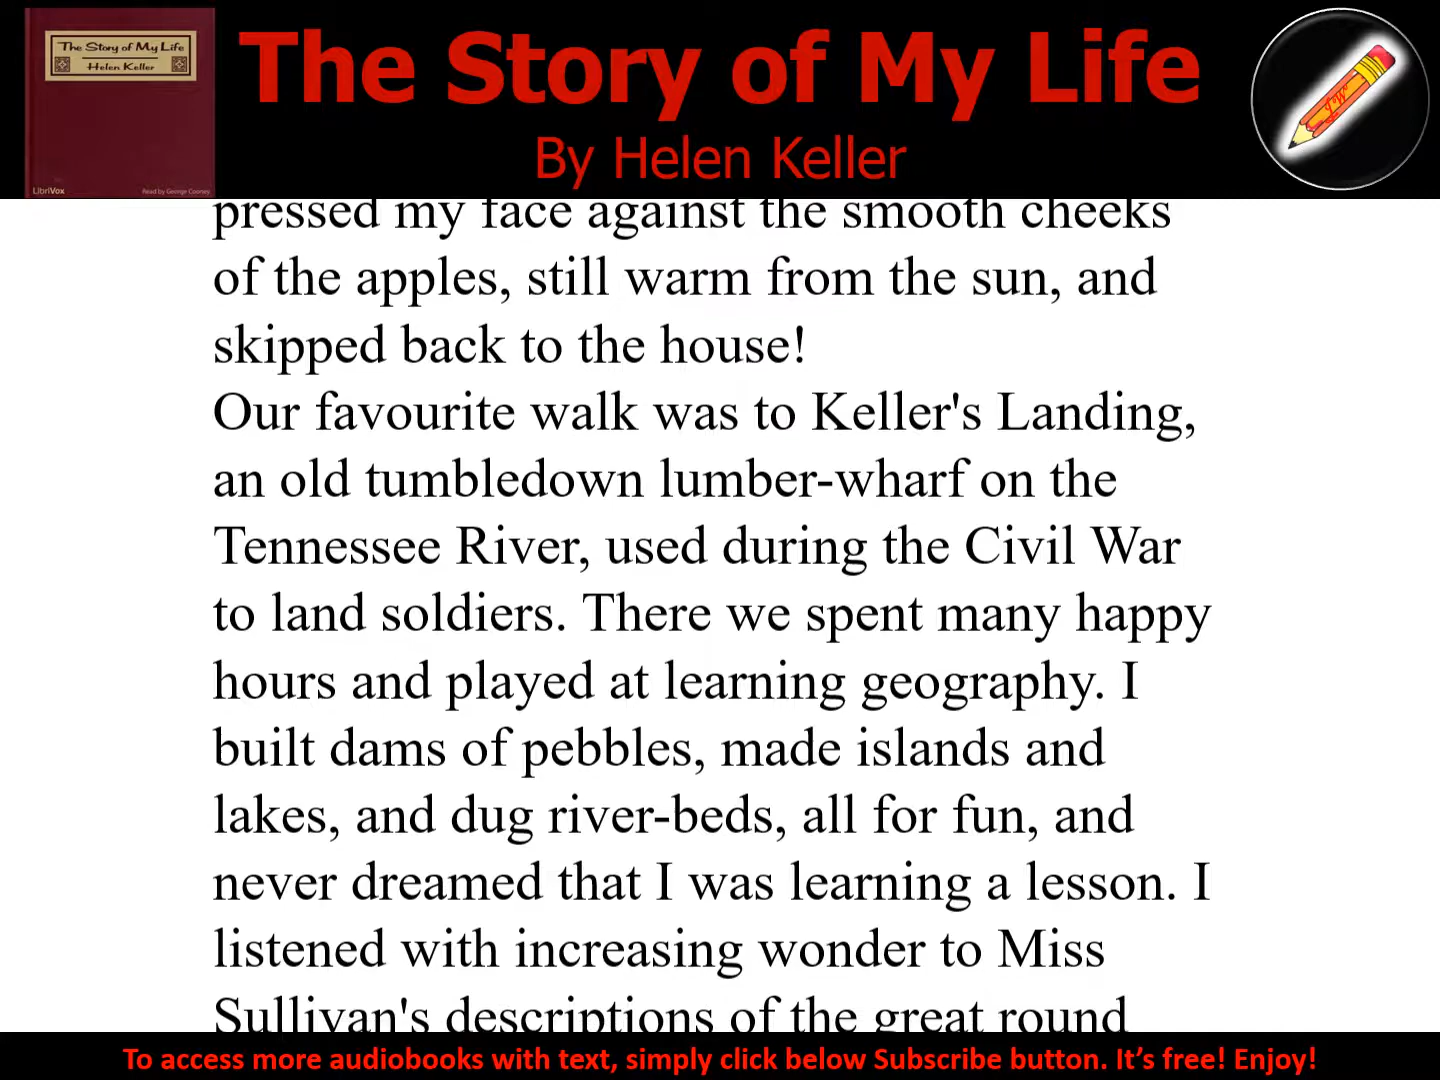 The Story of My Life
Helen Keller
LibriVox
Read by George Cooney
The Story of My Life
By Helen Keller
pressed my face against the smooth cheeks
of the apples, still warm from the sun, and
skipped back to the house!
Our favourite walk was to Keller's Landing,
an old tumbledown lumber-wharf on the
Tennessee River, used during the Civil War
to land soldiers. There we spent many happy
hours and played at learning geography. I
built dams of pebbles, made islands and
lakes, and dug river-beds, all for fun, and
never dreamed that I was learning a lesson. I
listened with increasing wonder to Miss
Sullivan's descriptions of the great round
To access more audiobooks with text, simply click below Subscribe button. It’s free! Enjoy!